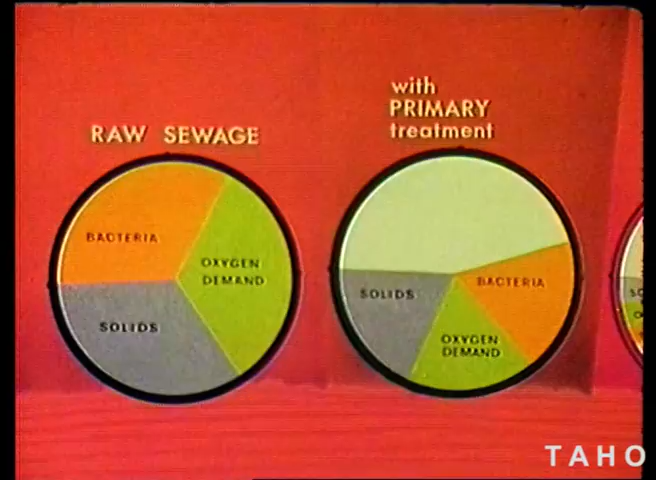 with
RAW SEWAGE
PRIMARY
treatment
BACTERIA
OXYGEN
DEMAND
SOLIDS
SOLIDS
BACTERIA
OXYGEN
DEMAND
TAHO